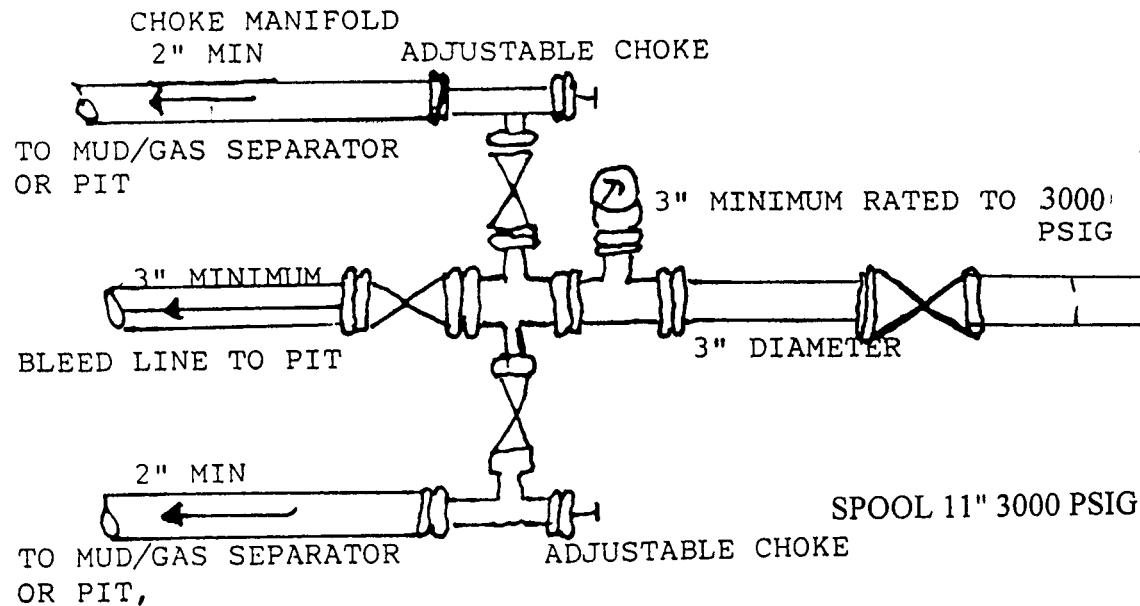 CHOKE MANIFOLD
2" MIN
ADJUSTABLE CHOKE
TO MUD/GAS SEPARATOR
OR PIT
3" MINIMUM RATED TO 3000
PSIG
3" MINIMUM
BLEED LINE TO PIT
3" DIAMETER
2" MIN
SPOOL 11" 3000 PSIG
TO MUD/GAS SEPARATOR
OR PIT,
ADJUSTABLE CHOKE